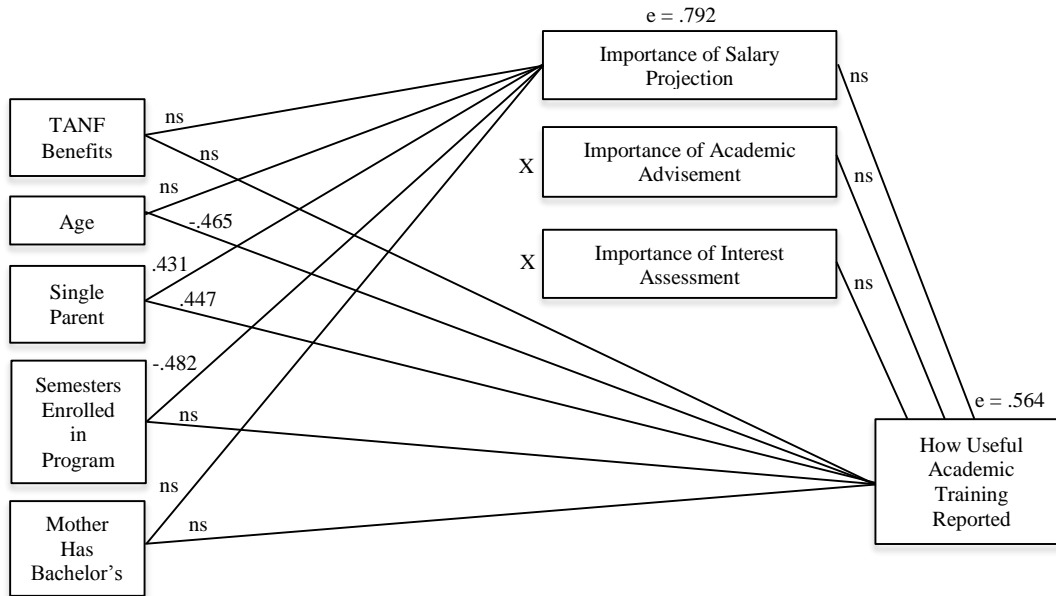 e = .792
Importance of Salary
Projection
ns
TANF
Benefits
ns
ns
X
Importance of Academic
Advisement
ns
Age
ns
-.465
X
Importance of Interest
Assessment
ns
Single
Parent
.431
.447
Semesters
Enrolled
in
Program
-.482
ns
e = .564
How Useful
Academic
Training
Reported
Mother
Has
Bachelor’s
ns
ns